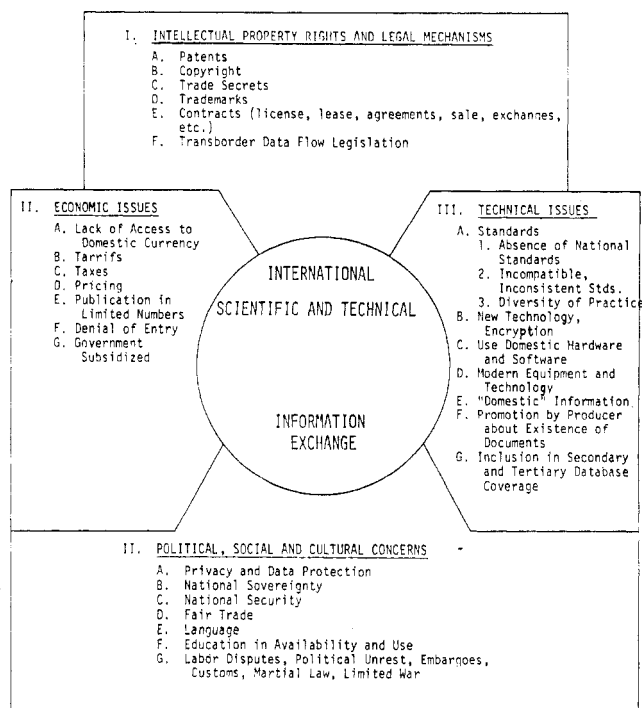 I. INTELLECTUAL PROPERTY RIGHTS AND LEGAL MECHANISMS
A. Patents
B. Copyright
C. Trade Secrets
D. Trademarks
E. Contracts (license, lease, agreements, sale, exchanges,
etc.)
F. Transborder Data Flow Legislation
II. ECONOMIC ISSUES
A. Lack of Access to
Domestic Currency
B. Tarrifs
C. Taxes
D. Pricing
E. Publication in
Limited Numbers
F. Denial of Entry
G. Government
Subsidized
INTERNATIONAL
SCIENTIFIC AND TECHNICAL
INFORMATION
EXCHANGE
III. TECHNICAL ISSUES
A. Standards
1. Absence of National
Standards
2. Incompatible,
Inconsistent Stds.
3. Diversity of Practice
B. New Technology,
Encryption
C. Use Domestic Hardware
and Software
D. Modern Equipment and
Technology
E. "Domestic" Information
F. Promotion by Producer
about Existence of
Documents
G. Inclusion in Secondary
and Tertiary Database
Coverage
II. POLITICAL, SOCIAL AND CULTURAL CONCERNS
A. Privacy and Data Protection
B. National Sovereignty
C. National Security
D. Fair Trade
E. Language
F. Education in Availability and Use
G. Labor Disputes, Political Unrest, Embargoes,
Customs, Martial Law, Limited War